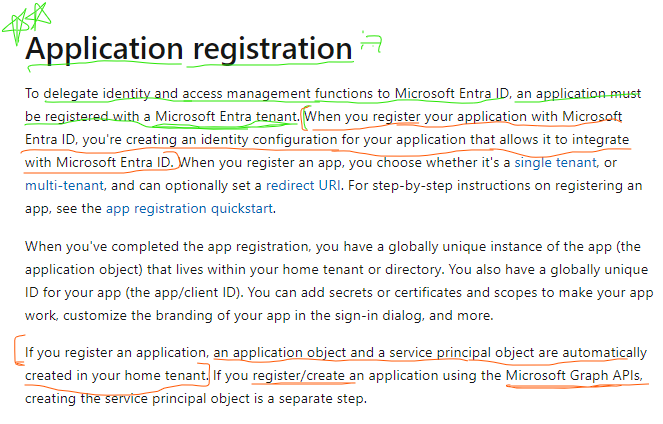 Application registration
To delegate identity and access management functions to Microsoft Entra ID, an application must
be registered with a Microsoft Entra tenant. When you register your application with Microsoft
Entra ID, you're creating an identity configuration for your application that allows it to integrate
with Microsoft Entra ID. When you register an app, you choose whether it's a single tenant, or
multi-tenant, and can optionally set a redirect URI. For step-by-step instructions on registering an
app, see the app registration quickstart.
When you've completed the app registration, you have a globally unique instance of the app (the
application object) that lives within your home tenant or directory. You also have a globally unique
ID for your app (the app/client ID). You can add secrets or certificates and scopes to make your app
work, customize the branding of your app in the sign-in dialog, and more.
If you register an application, an application object and a service principal object are automatically
created in your home tenant. If you register/create an application using the Microsoft Graph APIs,
creating the service principal object is a separate step.